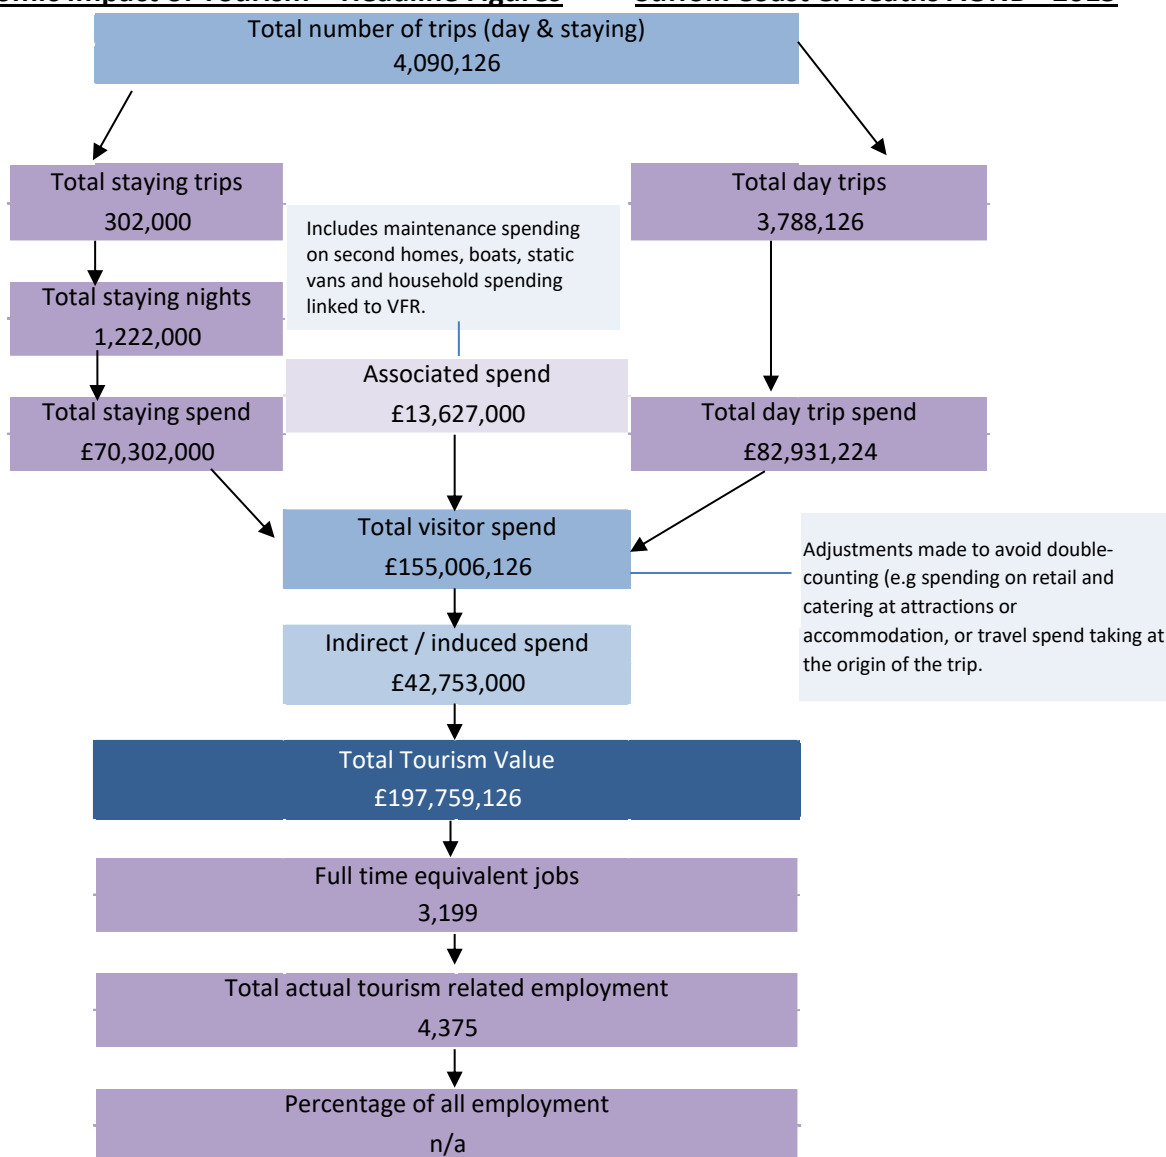 Impact of Tourism – Headline Figures
Total number of trips (day & staying)
4,090,126
Total staying trips
302,000
Total day trips
3,788,126
Includes maintenance spending
on second homes, boats, static
vans and household spending
linked to VFR.
Total staying nights
1,222,000
Associated spend
£13,627,000
Total staying spend
£70,302,000
Total day trip spend
£82,931,224
Total visitor spend
£155,006,126
Adjustments made to avoid double-
counting (e.g spending on retail and
catering at attractions or
accommodation, or travel spend taking at
the origin of the trip.
Indirect / induced spend
£42,753,000
Total Tourism Value
£197,759,126
Full time equivalent jobs
3,199
Total actual tourism related employment
4,375
Percentage of all employment
n/a